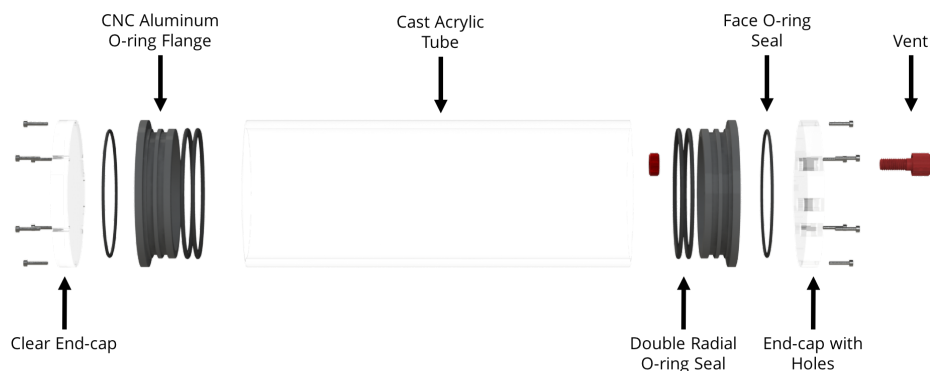 CNC Aluminum
O-ring Flange
Cast Acrylic
Tube
Face O-ring
Seal
Vent
Clear End-cap
Double Radial
O-ring Seal
End-cap with
Holes